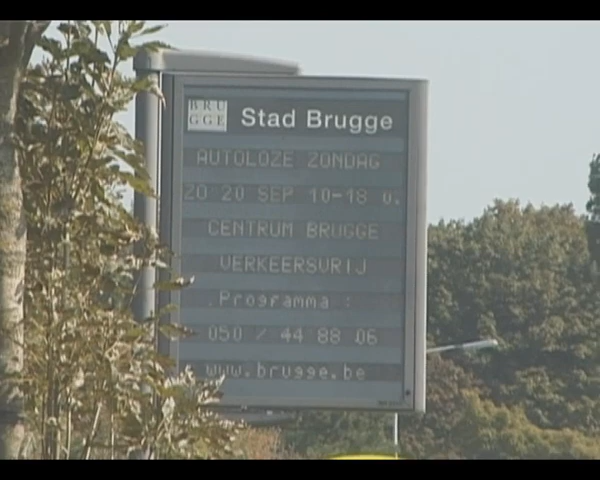 BRU
GGE
Stad Brugge
AUTOLOZE ZONDAG
ZO 20 SEP 10-18 u.
CENTRUM BRUGGE
VERKEERSVRIJ
Programma :
050 / 44 88 06
www.brugge.be